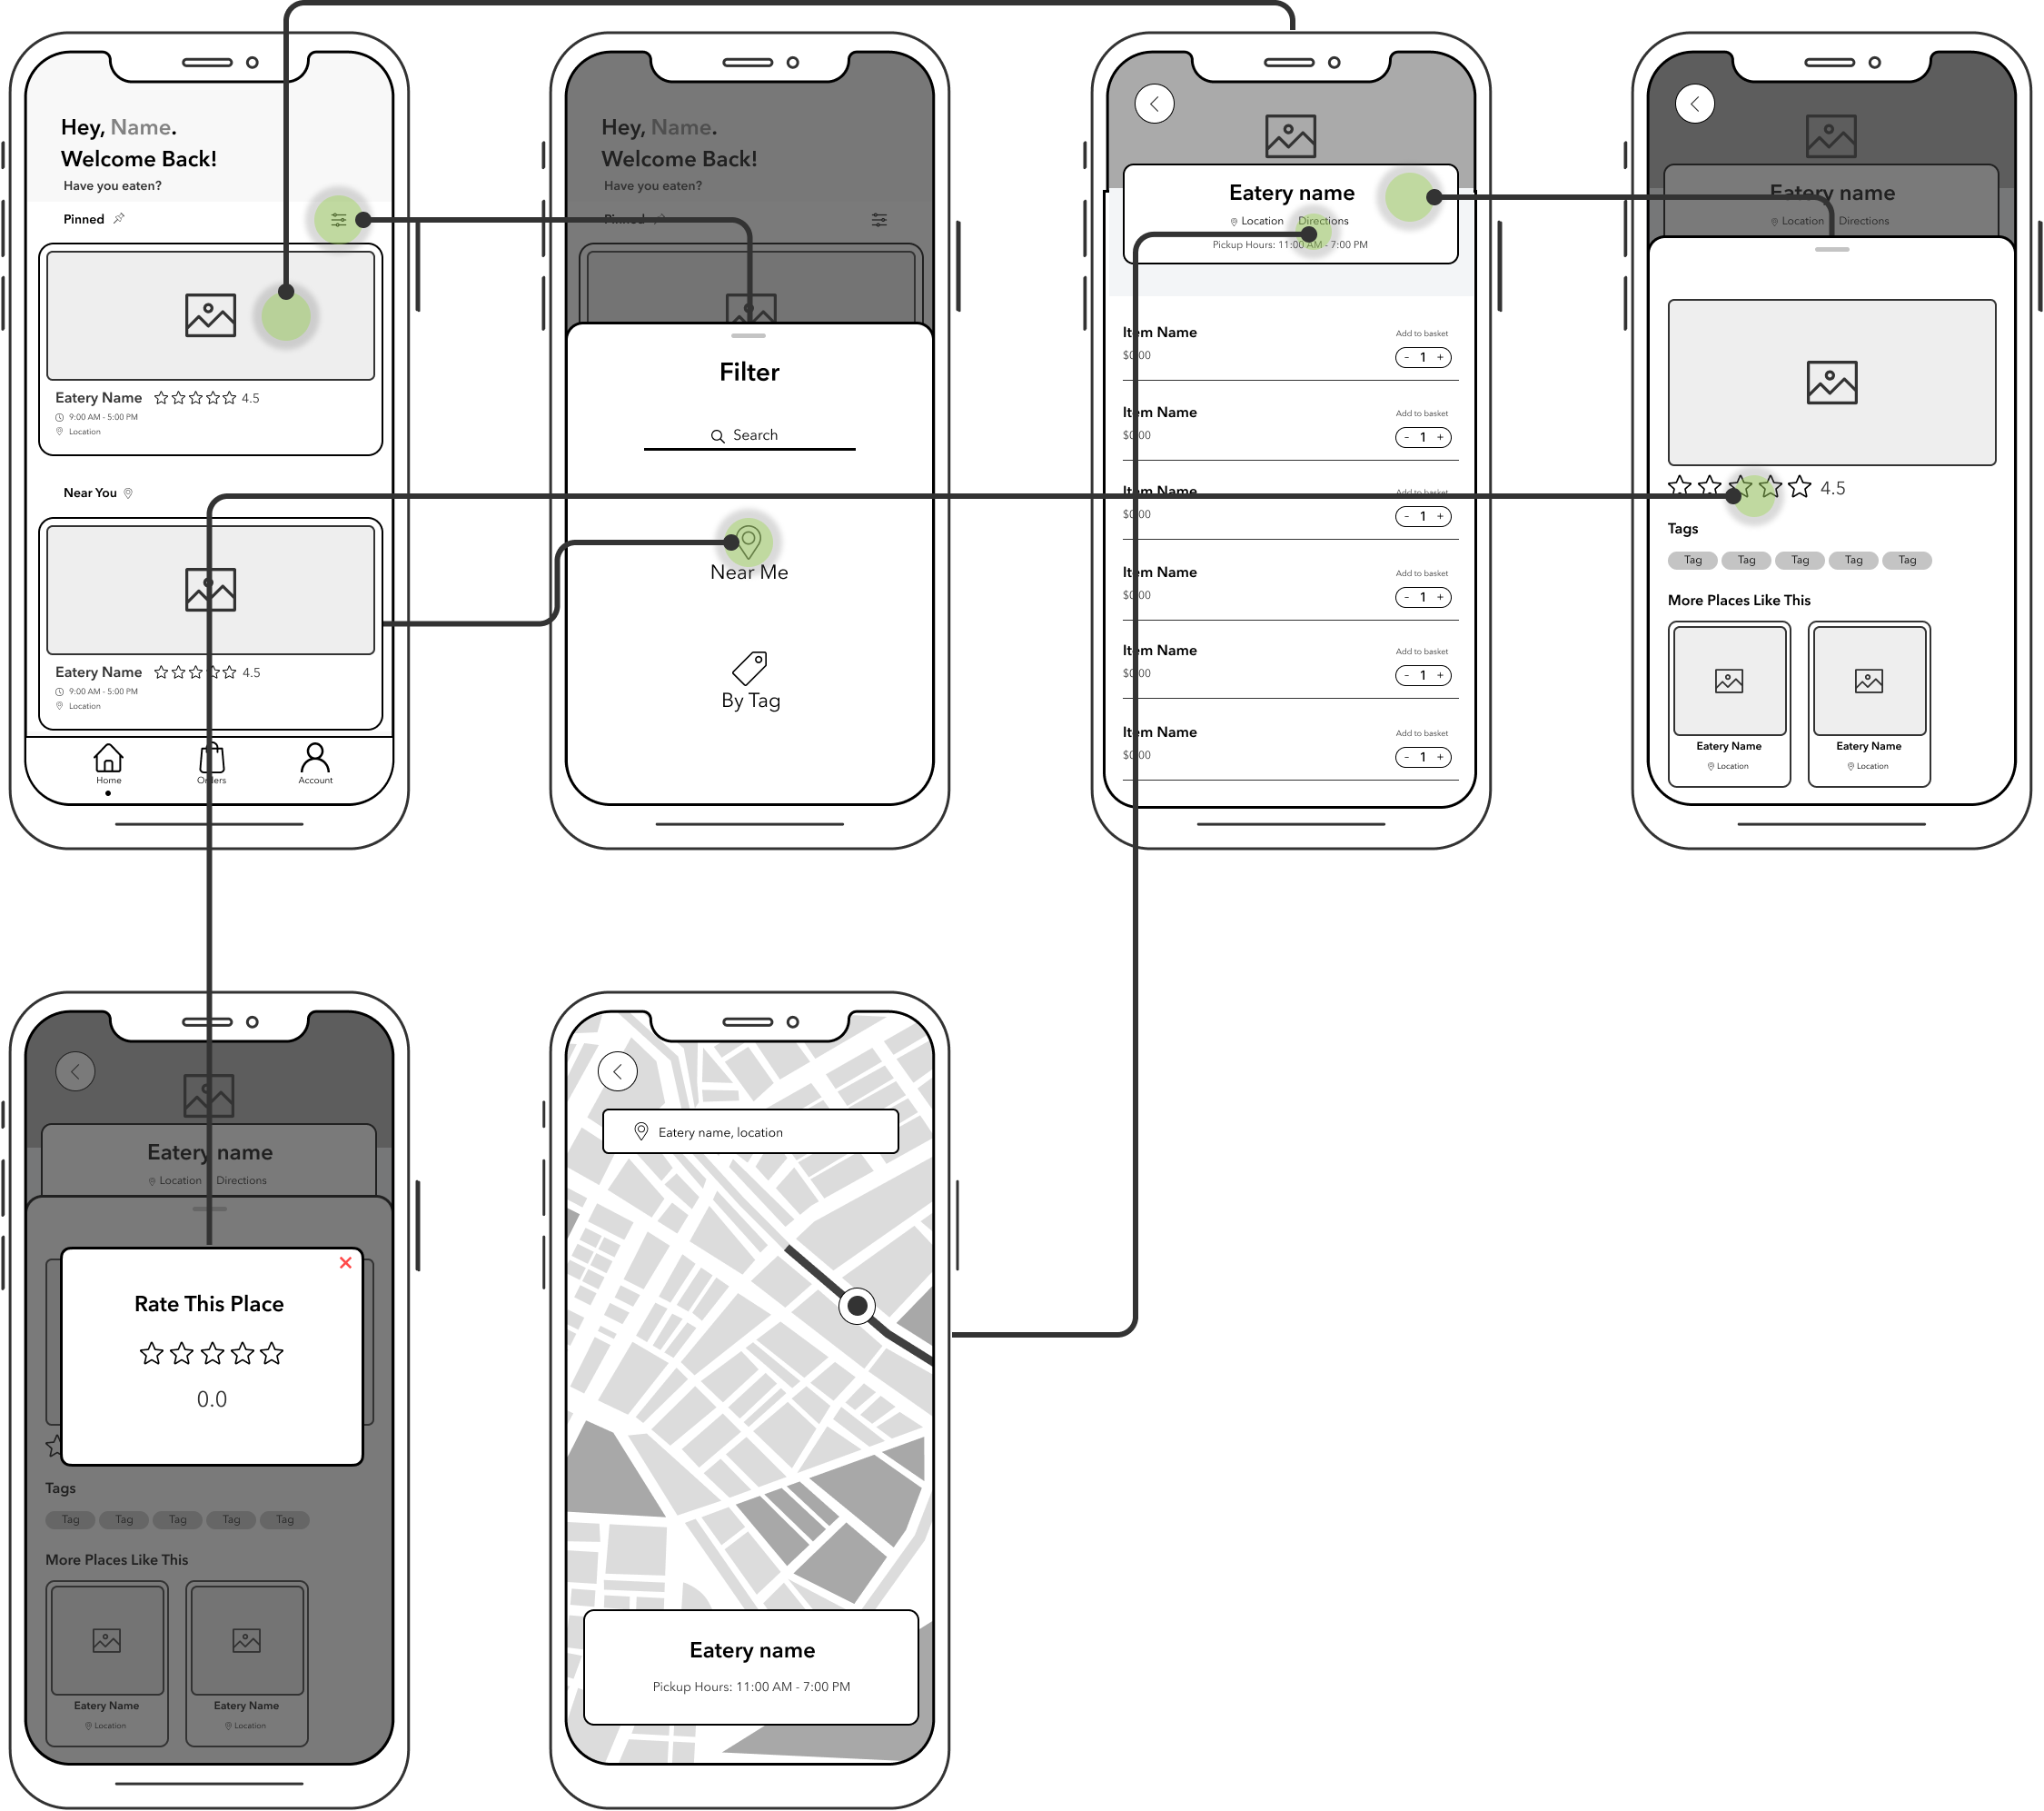 Hey, Name.
Welcome Back!
Have you eaten?
Pinned
Eatery Name 4.5
9:00 AM - 5:00 PM
Location
Near You
Eatery Name 4.5
9:00 AM - 5:00 PM
Location
Home
Orders
Account
Hey, Name.
Welcome Back!
Have you eaten?
Pinned
Filter
Search
Near Me
By Tag
Eatery name
Location Directions
Pickup Hours: 11:00 AM - 7:00 PM
Item Name Add to basket
$0.00 - 1 +
Item Name Add to basket
$0.00 - 1 +
Item Name Add to basket
$0.00 - 1 +
Item Name Add to basket
$0.00 - 1 +
Item Name Add to basket
$0.00 - 1 +
Item Name Add to basket
$0.00 - 1 +
Eatery name
Location Directions
4.5
Tags
Tag Tag Tag Tag Tag
More Places Like This
Eatery Name Eatery Name
Location Location
Eatery name
Location Directions
Rate This Place
0.0
Tags
Tag Tag Tag Tag Tag
More Places Like This
Eatery Name Eatery Name
Location Location
Eatery name, location
Eatery name
Pickup Hours: 11:00 AM - 7:00 PM